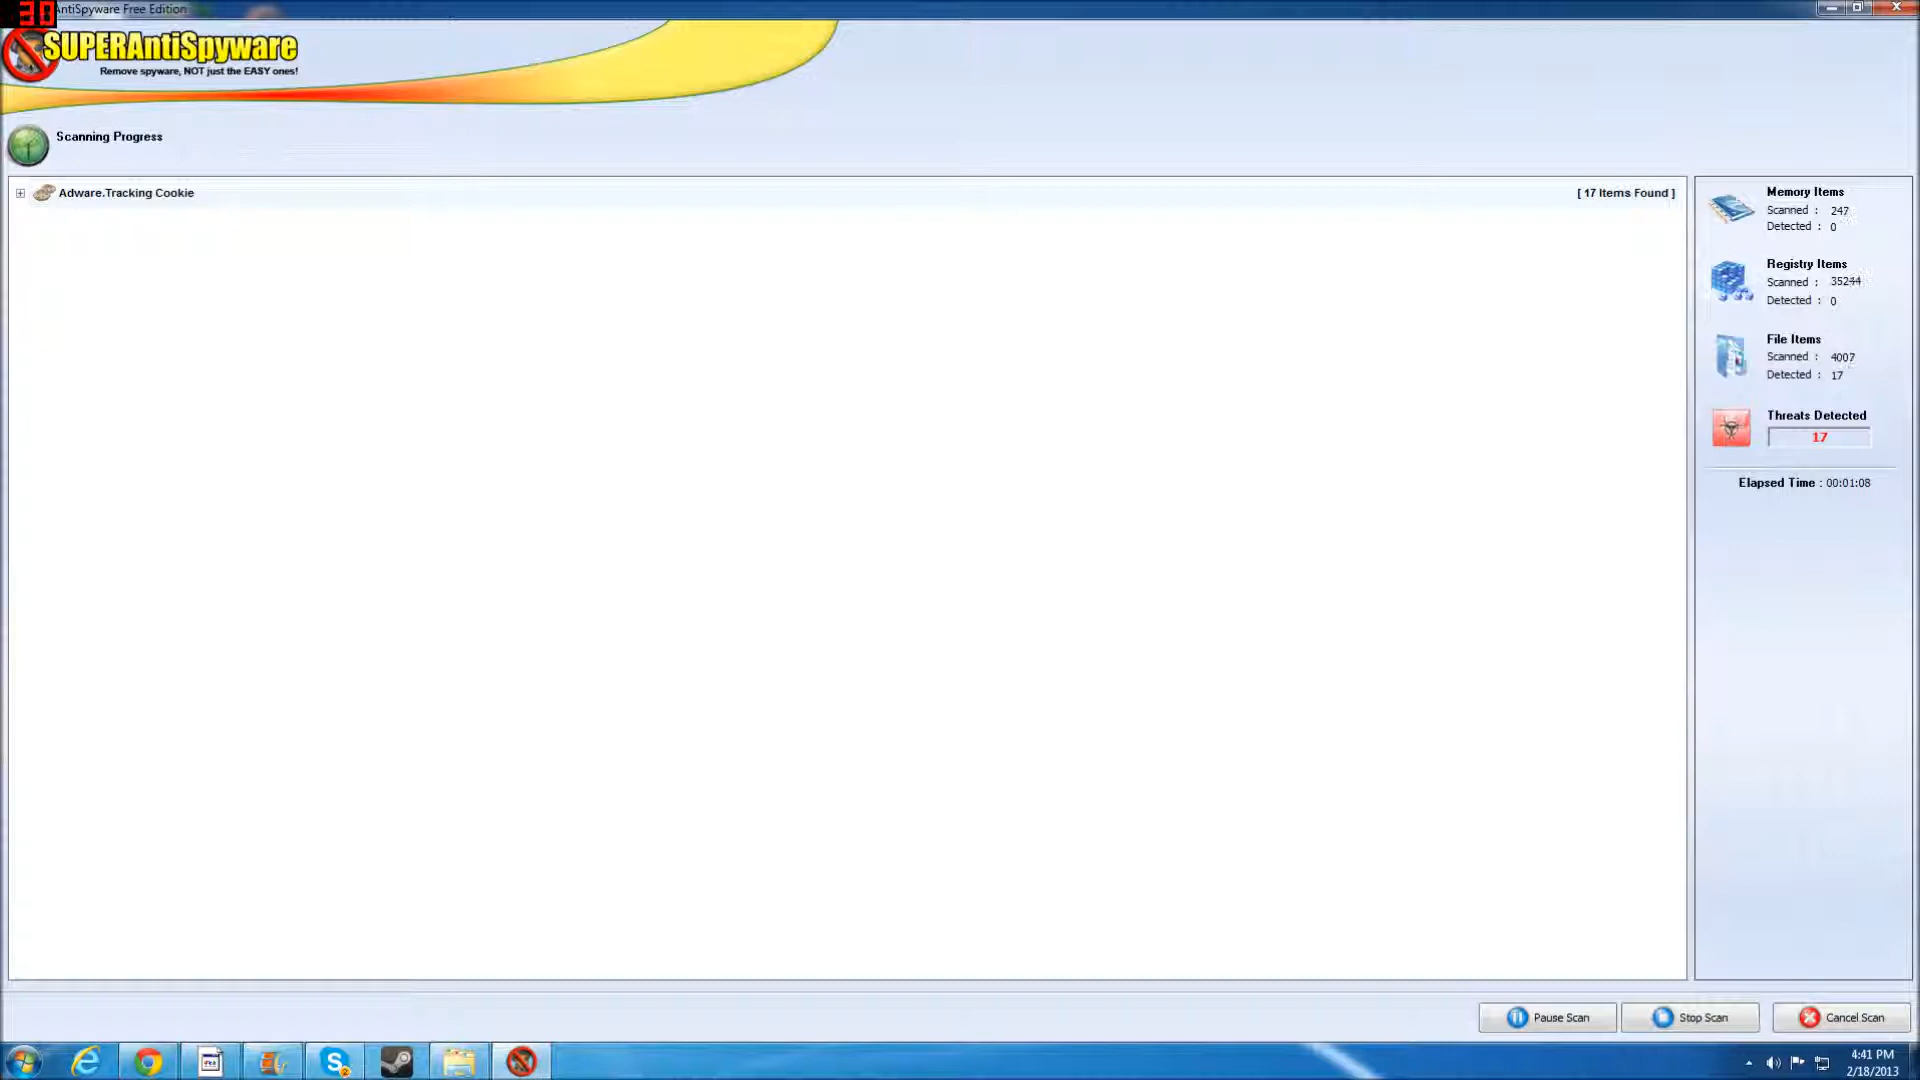 30
AntiSpyware Free Edition
SUPERAntiSpyware
Remove spyware, NOT just the EASY ones!
Scanning Progress
Adware.Tracking Cookie
[ 17 Items Found ]
Memory Items
Scanned : 247
Detected : 0
Registry Items
Scanned : 35244
Detected : 0
File Items
Scanned : 4007
Detected : 17
Threats Detected
17
Elapsed Time : 00:01:08
Pause Scan
Stop Scan
Cancel Scan
4:41 PM
2/18/2013